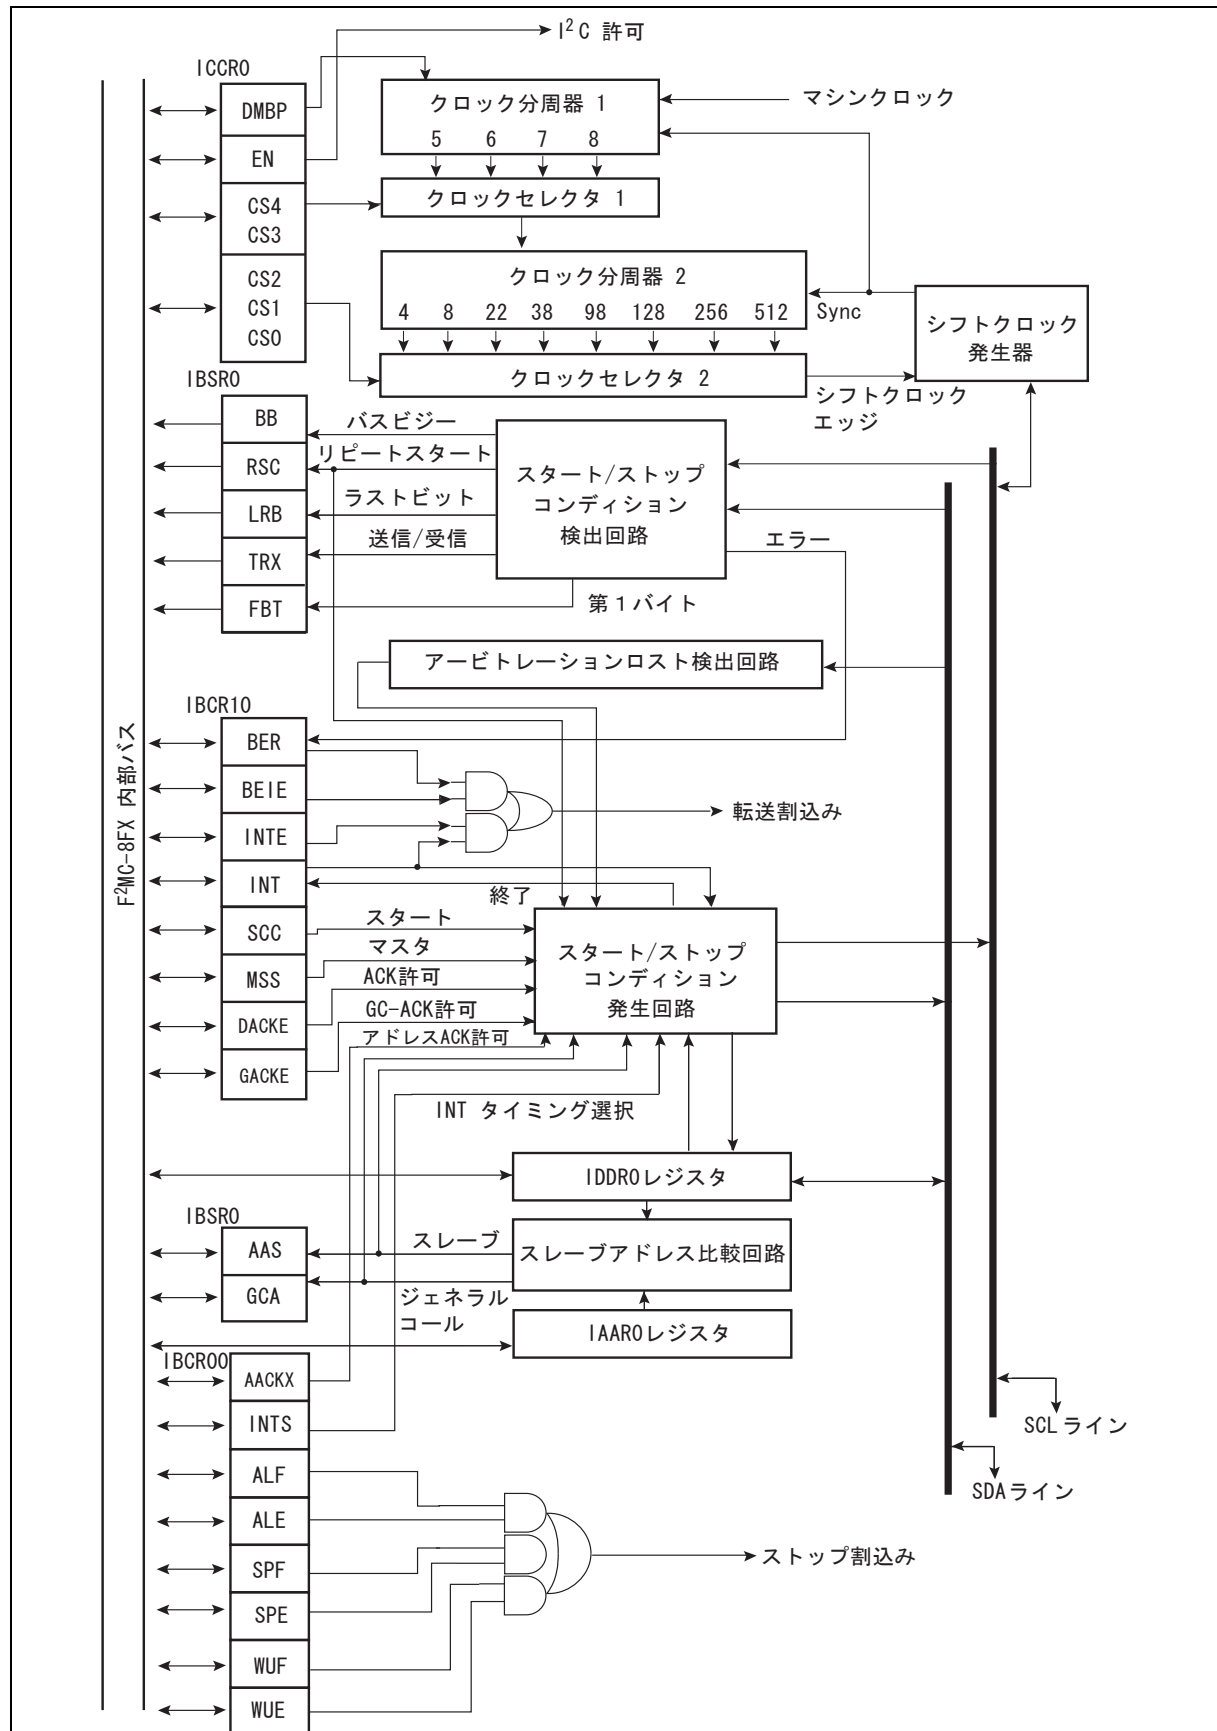 I²C 許可
ICCR0
DMBP
クロック分周器 1
マシンクロック
EN
5 6 7 8
CS4
CS3
クロックセレクタ 1
CS2
CS1
CS0
クロック分周器 2
4 8 22 38 98 128 256 512
Sync
シフトクロック
発生器
クロックセレクタ 2
シフトクロック
エッジ
IBSR0
BB
バスビジー
RSC
リピートスタート
LRB
ラストビット
TRX
送信/受信
FBT
第１バイト
スタート/ストップ
コンディション
検出回路
エラー
アービトレーションロスト検出回路
F²MC-8FX 内部バス
IBCR10
BER
BEIE
INTE
INT
転送割込み
終了
SCC
スタート
MSS
マスタ
DACKE
ACK許可
GACKE
GC-ACK許可
アドレスACK許可
スタート/ストップ
コンディション
発生回路
INT タイミング選択
IDDR0レジスタ
IBSR0
AAS
スレーブ
スレーブアドレス比較回路
GCA
ジェネラル
コール
IAAR0レジスタ
IBCR00
AACKX
INTS
SCLライン
ALF
SDAライン
ALE
SPF
ストップ割込み
SPE
WUF
WUE